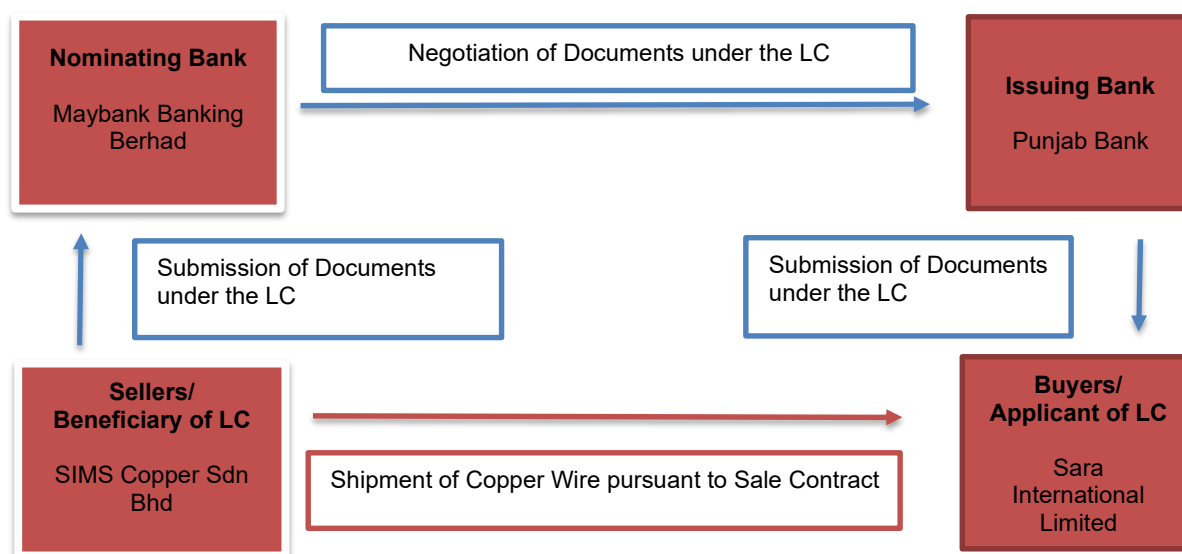 Nominating Bank
Maybank Banking
Berhad
Negotiation of Documents under the LC
Issuing Bank
Punjab Bank
Submission of Documents
under the LC
Submission of Documents
under the LC
Sellers/
Beneficiary of LC
SIMS Copper Sdn
Bhd
Shipment of Copper Wire pursuant to Sale Contract
Buyers/
Applicant of LC
Sara
International
Limited